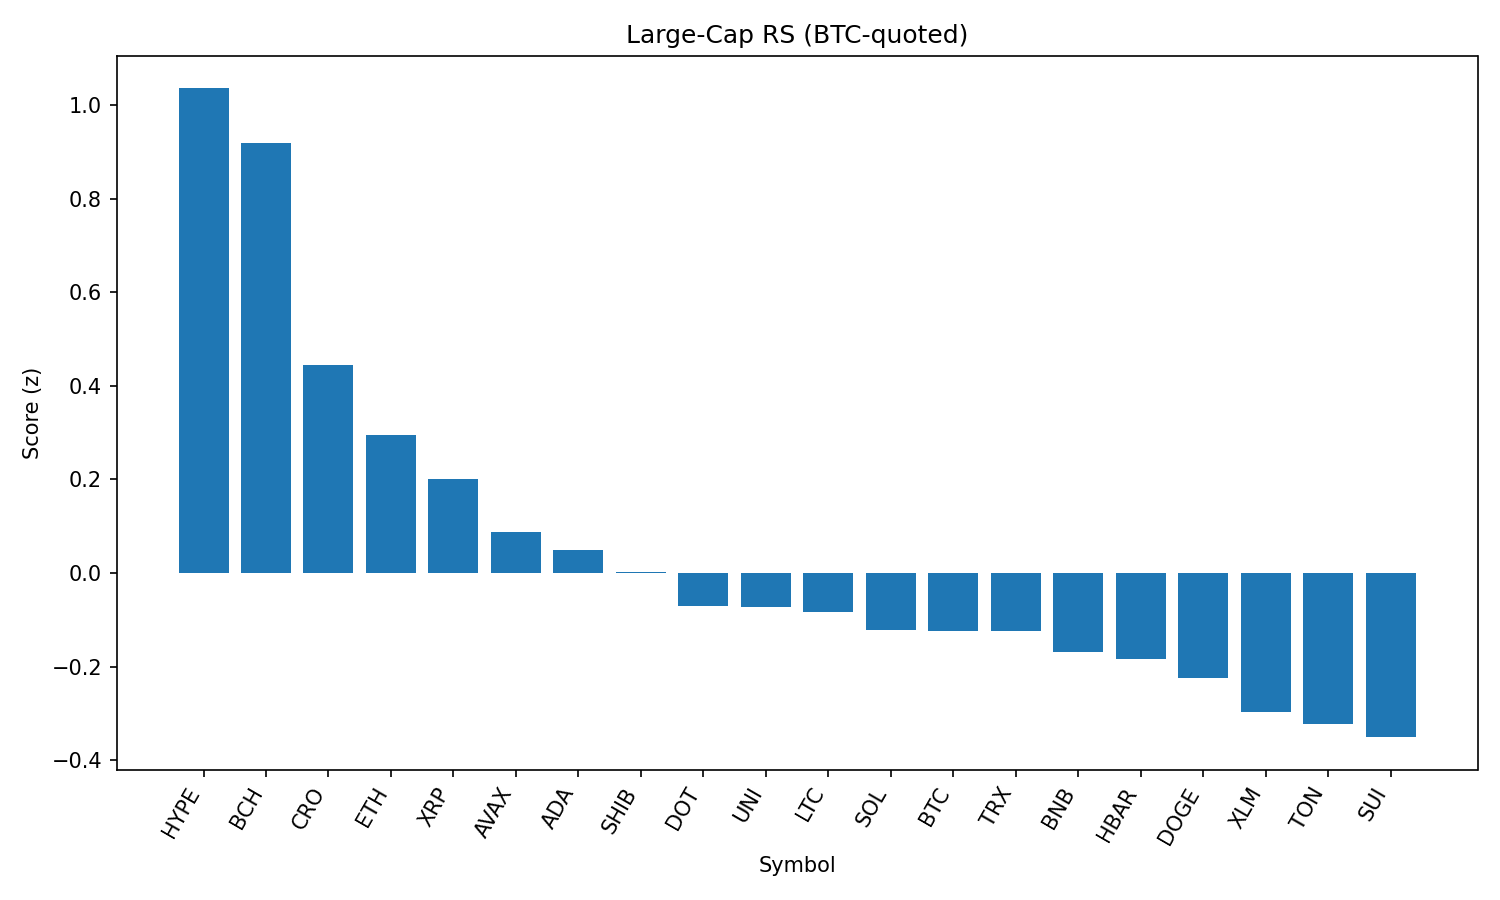 Large-Cap RS (BTC-quoted)
Score (z)
1.0
0.8
0.6
0.4
0.2
0.0
−0.2
−0.4
HYPE
BCH
CRO
ETH
XRP
AVAX
ADA
SHIB
DOT
UNI
LTC
SOL
BTC
TRX
BNB
HBAR
DOGE
XLM
TON
SUI
Symbol